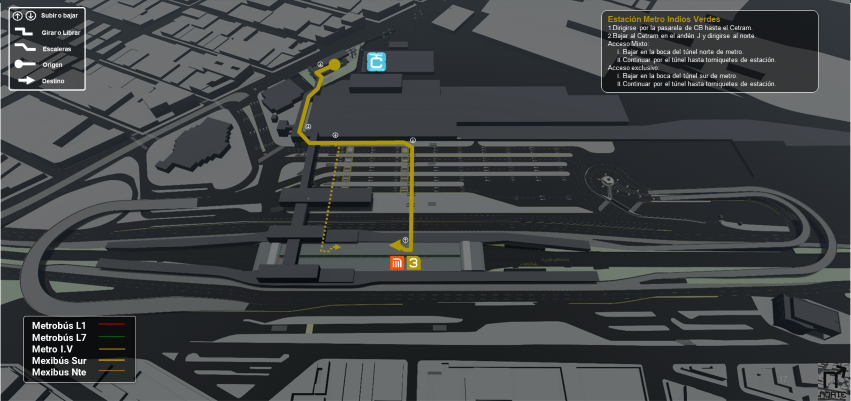 Subir o bajar
Girar o Librar
Escaleras
Origen
Destino
Estación Metro Indios Verdes
1.Dirigirse por la pasarele de CB hasta el Cetram.
2.Bajar al Cetram en el andén J y dirigirse al norte.
Acceso Mixto:
I. Bajar en la boca del túnel norte de metro.
II.Continuar por el túnel hasta torniquetes de estación.
Acceso exclusivo:
I. Bajar en la boca del túnel sur de metro.
II.Continuar por el túnel hasta torniquetes de estación.
C
3
Metrobús L1
Metrobús L7
Metro I.V
Mexibús Sur
Mexibus Nte
NORTE